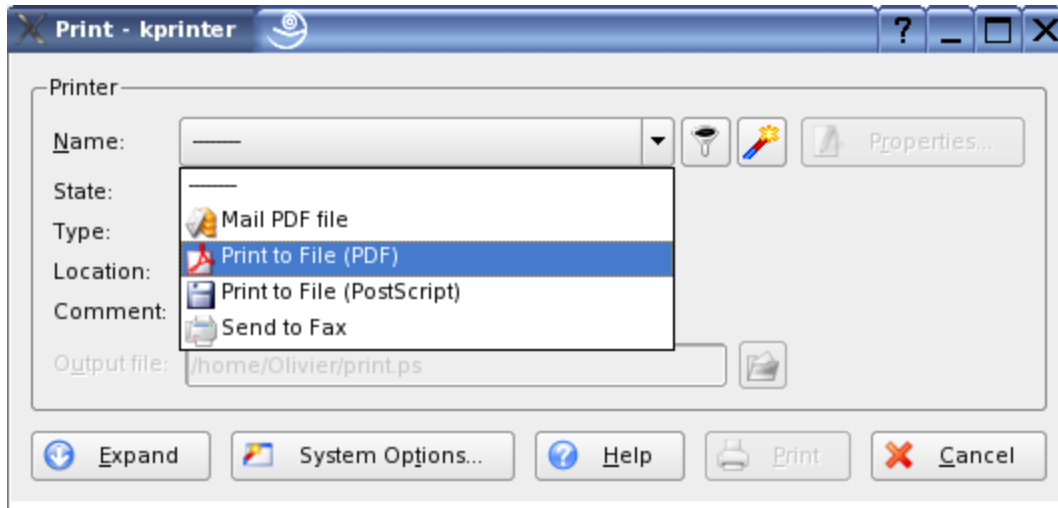 Print - kprinter
Printer
Name: --------
Properties...
--------
State:
Mail PDF file
Type:
Print to File (PDF)
Location:
Print to File (PostScript)
Comment:
Send to Fax
Output file: /home/Olivier/print.ps
Expand System Options... Help Print Cancel